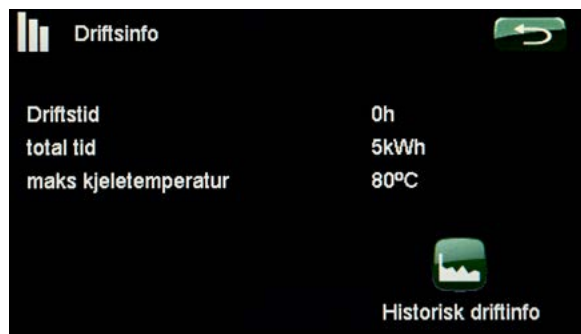 Driftsinfo
Driftstid 0h
total tid 5kWh
maks kjeletemperatur 80ºC
Historisk driftinfo